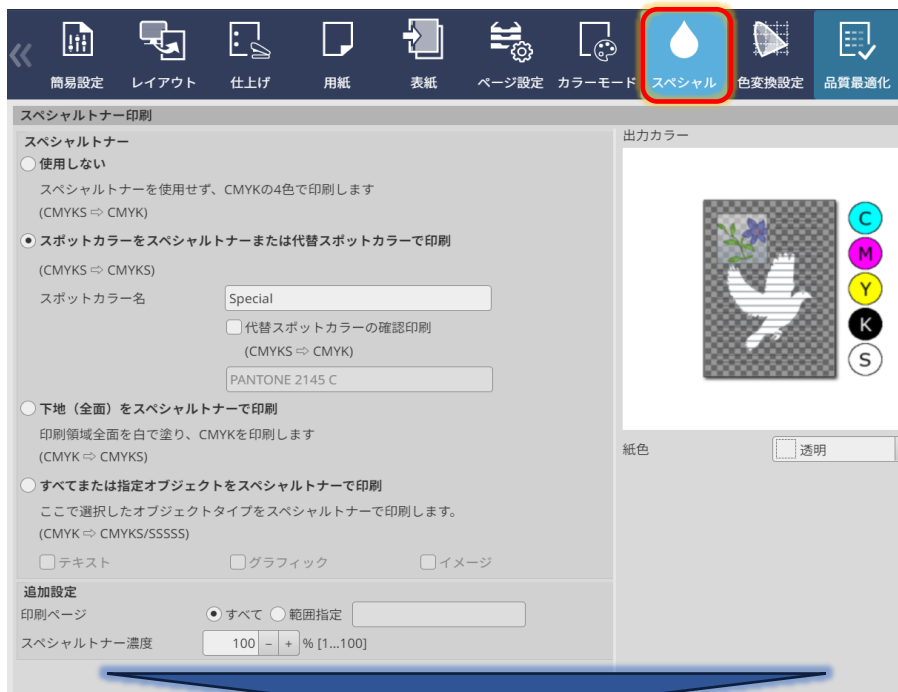 簡易設定 レイアウト 仕上げ 用紙 表紙 ページ設定 カラーモード スペシャル 色変換設定 品質最適化
スペシャルトナー印刷
スペシャルトナー
使用しない
スペシャルトナーを使用せず、CMYKの4色で印刷します
(CMYKS ⇨ CMYK)
スポットカラーをスペシャルトナーまたは代替スポットカラーで印刷
(CMYKS ⇨ CMYKS)
スポットカラー名 Special
代替スポットカラーの確認印刷
(CMYKS ⇨ CMYK)
PANTONE 2145 C
下地（全面）をスペシャルトナーで印刷
印刷領域全面を白で塗り、CMYKを印刷します
(CMYK ⇨ CMYKS)
すべてまたは指定オブジェクトをスペシャルトナーで印刷
ここで選択したオブジェクトタイプをスペシャルトナーで印刷します。
(CMYK ⇨ CMYKS/SSSSS)
テキスト グラフィック イメージ
追加設定
印刷ページ すべて 範囲指定
スペシャルトナー濃度 100 − + % [1...100]
出力カラー
C
M
Y
K
S
紙色 透明